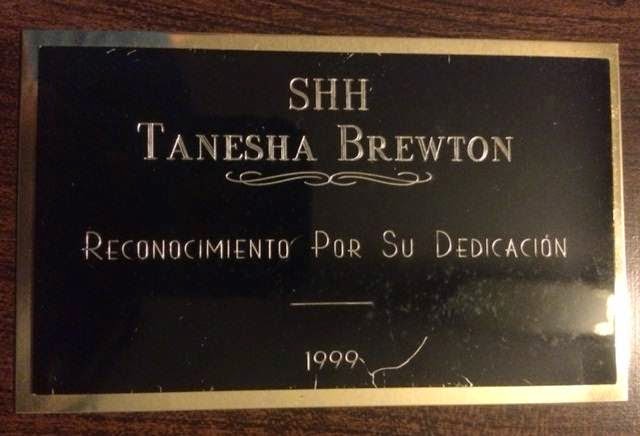 SHH
TANESHA BREWTON
RECONOCIMIENTO POR SU DEDICACIÓN
1999